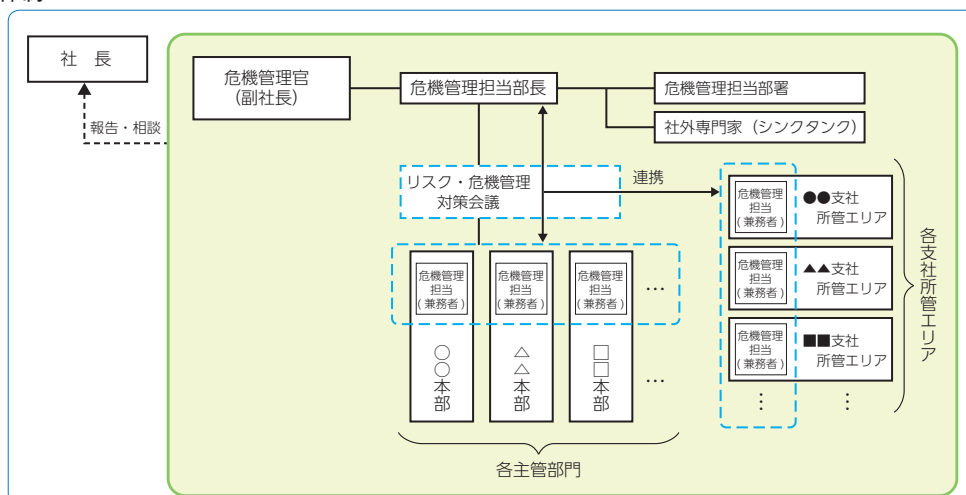 社 長
報告・相談
危機管理官
(副社長)
危機管理担当部長
危機管理担当部署
社外専門家（シンクタンク）
リスク・危機管理
対策会議
連携
危機管理
担当
(兼務者)
●●支社
所管エリア
危機管理
担当
(兼務者)
▲▲支社
所管エリア
危機管理
担当
(兼務者)
■■支社
所管エリア
⋮
⋮
各支社所管エリア
危機管理
担当
(兼務者)
危機管理
担当
(兼務者)
危機管理
担当
(兼務者)
…
○○本部
△△本部
□□本部
…
各主管部門